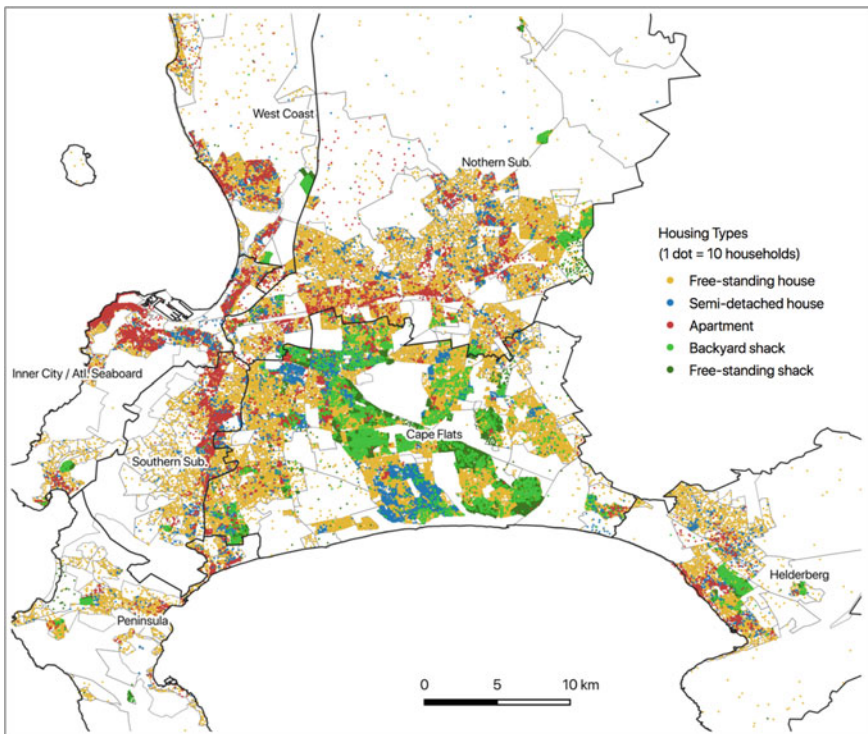 West Coast
Nothern Sub.
Housing Types
(1 dot = 10 households)
Free-standing house
Semi-detached house
Apartment
Backyard shack
Free-standing shack
Inner City / Atl. Seaboard
Cape Flats
Southern Sub.
Helderberg
Peninsula
0 5 10 km